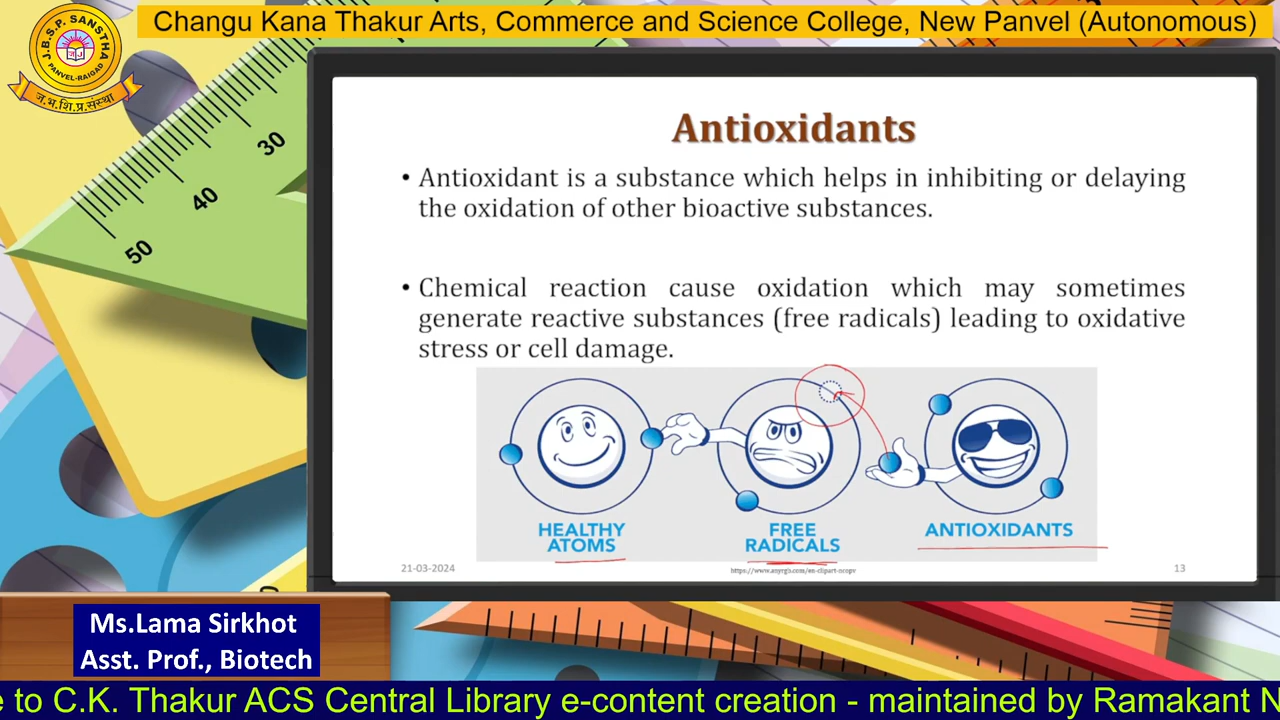 Changu Kana Thakur Arts, Commerce and Science College, New Panvel (Autonomous)
J.B.S.P. SANSTHA
PANVEL-RAIGAD
ज.भ.शि.प्र.संस्था
30
40
50
Antioxidants
• Antioxidant is a substance which helps in inhibiting or delaying
the oxidation of other bioactive substances.
• Chemical reaction cause oxidation which may sometimes
generate reactive substances (free radicals) leading to oxidative
stress or cell damage.
HEALTHY
ATOMS
FREE
RADICALS
ANTIOXIDANTS
21-03-2024
13
Ms.Lama Sirkhot
Asst. Prof., Biotech
e to C.K. Thakur ACS Central Library e-content creation - maintained by Ramakant N